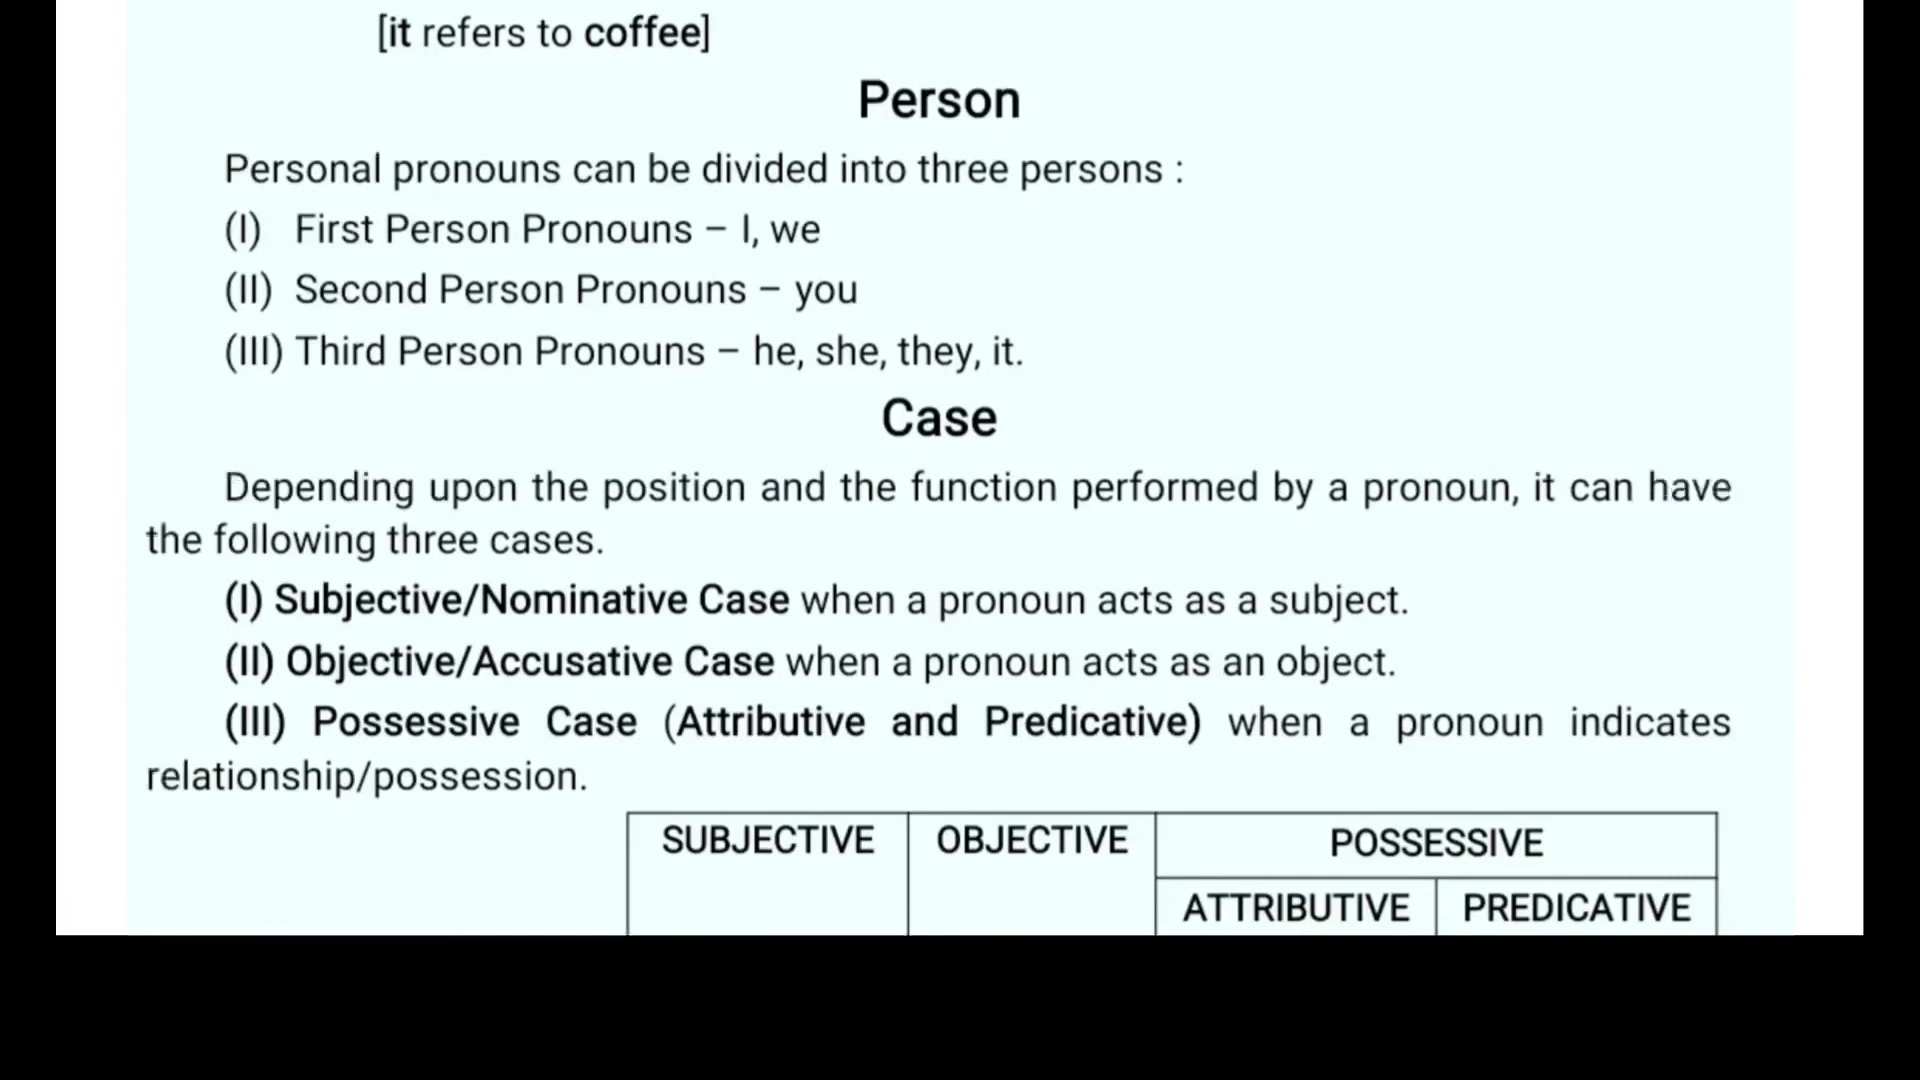 [it refers to coffee]
Person
Personal pronouns can be divided into three persons :
(I) First Person Pronouns – I, we
(II) Second Person Pronouns – you
(III) Third Person Pronouns – he, she, they, it.
Case
Depending upon the position and the function performed by a pronoun, it can have
the following three cases.
(I) Subjective/Nominative Case when a pronoun acts as a subject.
(II) Objective/Accusative Case when a pronoun acts as an object.
(III) Possessive Case (Attributive and Predicative) when a pronoun indicates
relationship/possession.
SUBJECTIVE OBJECTIVE POSSESSIVE
ATTRIBUTIVE PREDICATIVE